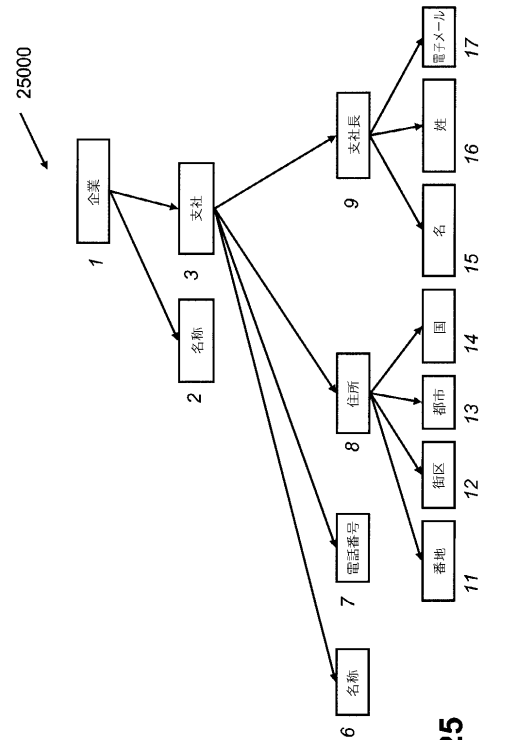 25000
企業
1
名称
2
支社
3
名称
6
電話番号
7
住所
8
支社長
9
番地
11
街区
12
都市
13
国
14
名
15
姓
16
電子メール
17
25